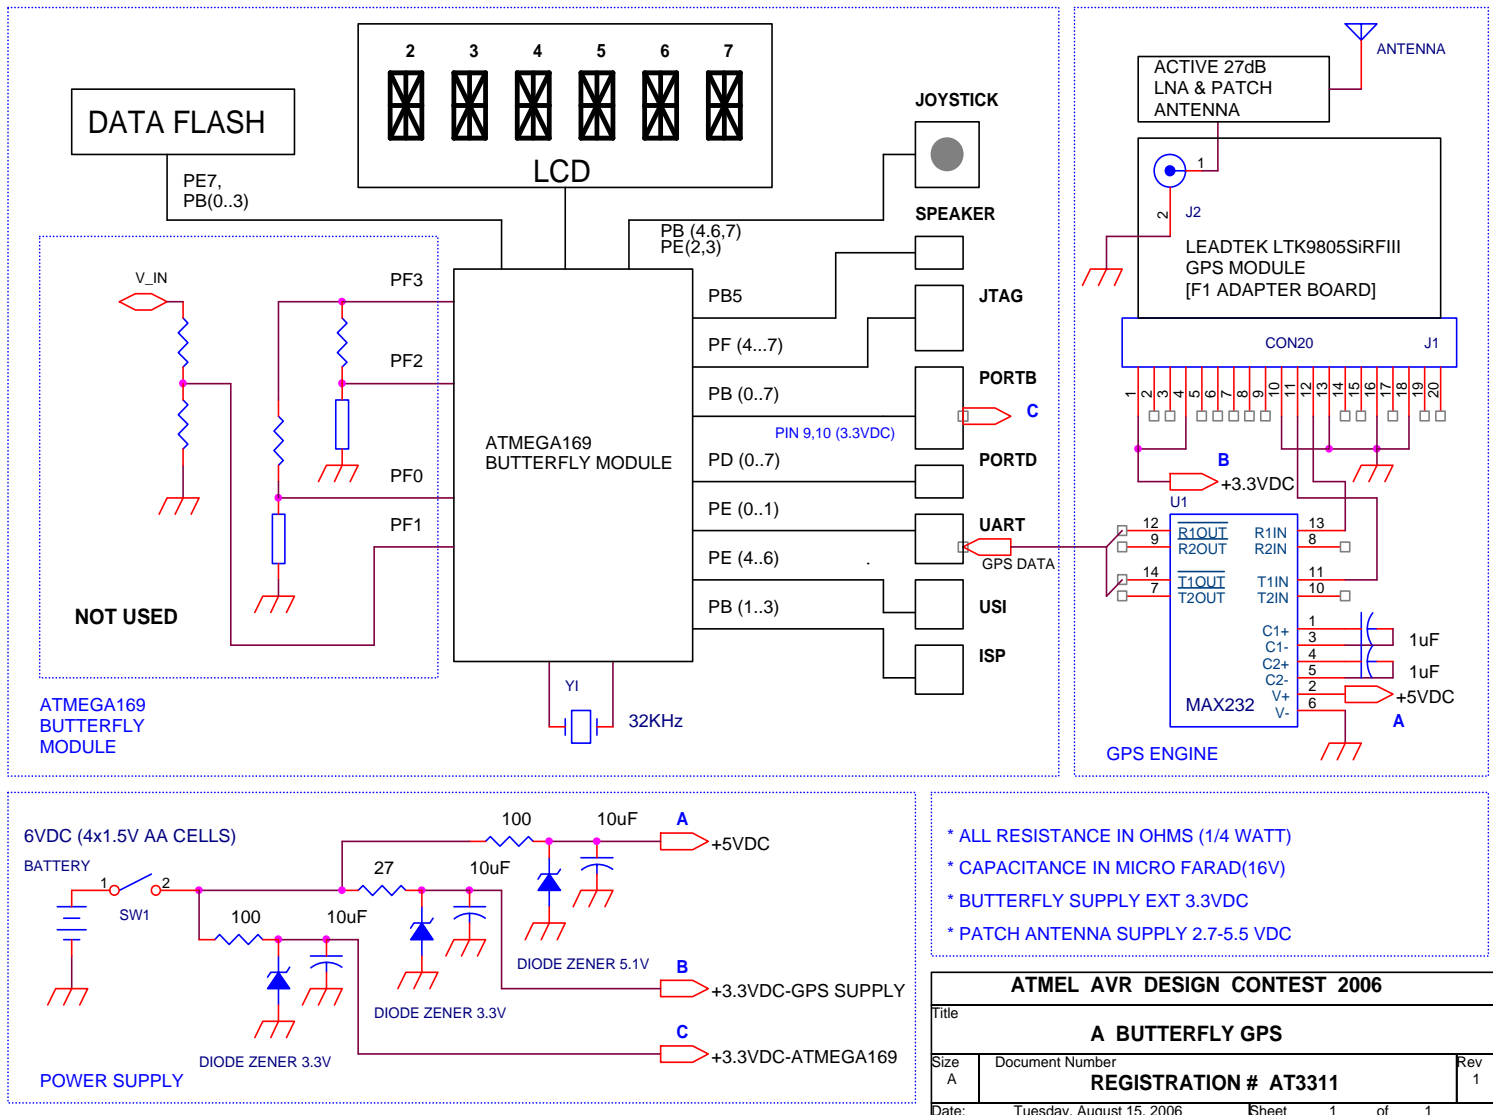 2 3 4 5 6 7
LCD
DATA FLASH
PE7,
PB(0..3)
JOYSTICK
PB (4.6,7)
PE(2,3)
SPEAKER
PB5
JTAG
PF (4...7)
PORTB
PB (0..7)
C
PIN 9,10 (3.3VDC)
PORTD
PD (0..7)
UART
PE (0..1)
GPS DATA
PE (4..6)
.
USI
PB (1..3)
ISP
V_IN
PF3
PF2
PF0
PF1
NOT USED
ATMEGA169
BUTTERFLY MODULE
YI
32KHz
ATMEGA169
BUTTERFLY
MODULE
ANTENNA
ACTIVE 27dB
LNA & PATCH
ANTENNA
1
2
J2
LEADTEK LTK9805SiRFIII
GPS MODULE
[F1 ADAPTER BOARD]
CON20
J1
1 2 3 4 5 6 7 8 9 10 11 12 13 14 15 16 17 18 19 20
B
+3.3VDC
U1
12 R1OUT R1IN 13
9 R2OUT R2IN 8
14 T1OUT T1IN 11
7 T2OUT T2IN 10
C1+ 1
C1- 3
1uF
C2+ 4
C2- 5
1uF
V+ 2
+5VDC
V- 6
A
MAX232
GPS ENGINE
6VDC (4x1.5V AA CELLS)
BATTERY
1 2
SW1
100 10uF
A
+5VDC
27 10uF
100 10uF
DIODE ZENER 5.1V
B
+3.3VDC-GPS SUPPLY
DIODE ZENER 3.3V
C
+3.3VDC-ATMEGA169
DIODE ZENER 3.3V
POWER SUPPLY
* ALL RESISTANCE IN OHMS (1/4 WATT)
* CAPACITANCE IN MICRO FARAD(16V)
* BUTTERFLY SUPPLY EXT 3.3VDC
* PATCH ANTENNA SUPPLY 2.7-5.5 VDC
ATMEL AVR DESIGN CONTEST 2006
Title
A BUTTERFLY GPS
Size Document Number Rev
A REGISTRATION # AT3311 1
Date: Tuesday, August 15, 2006 Sheet 1 of 1